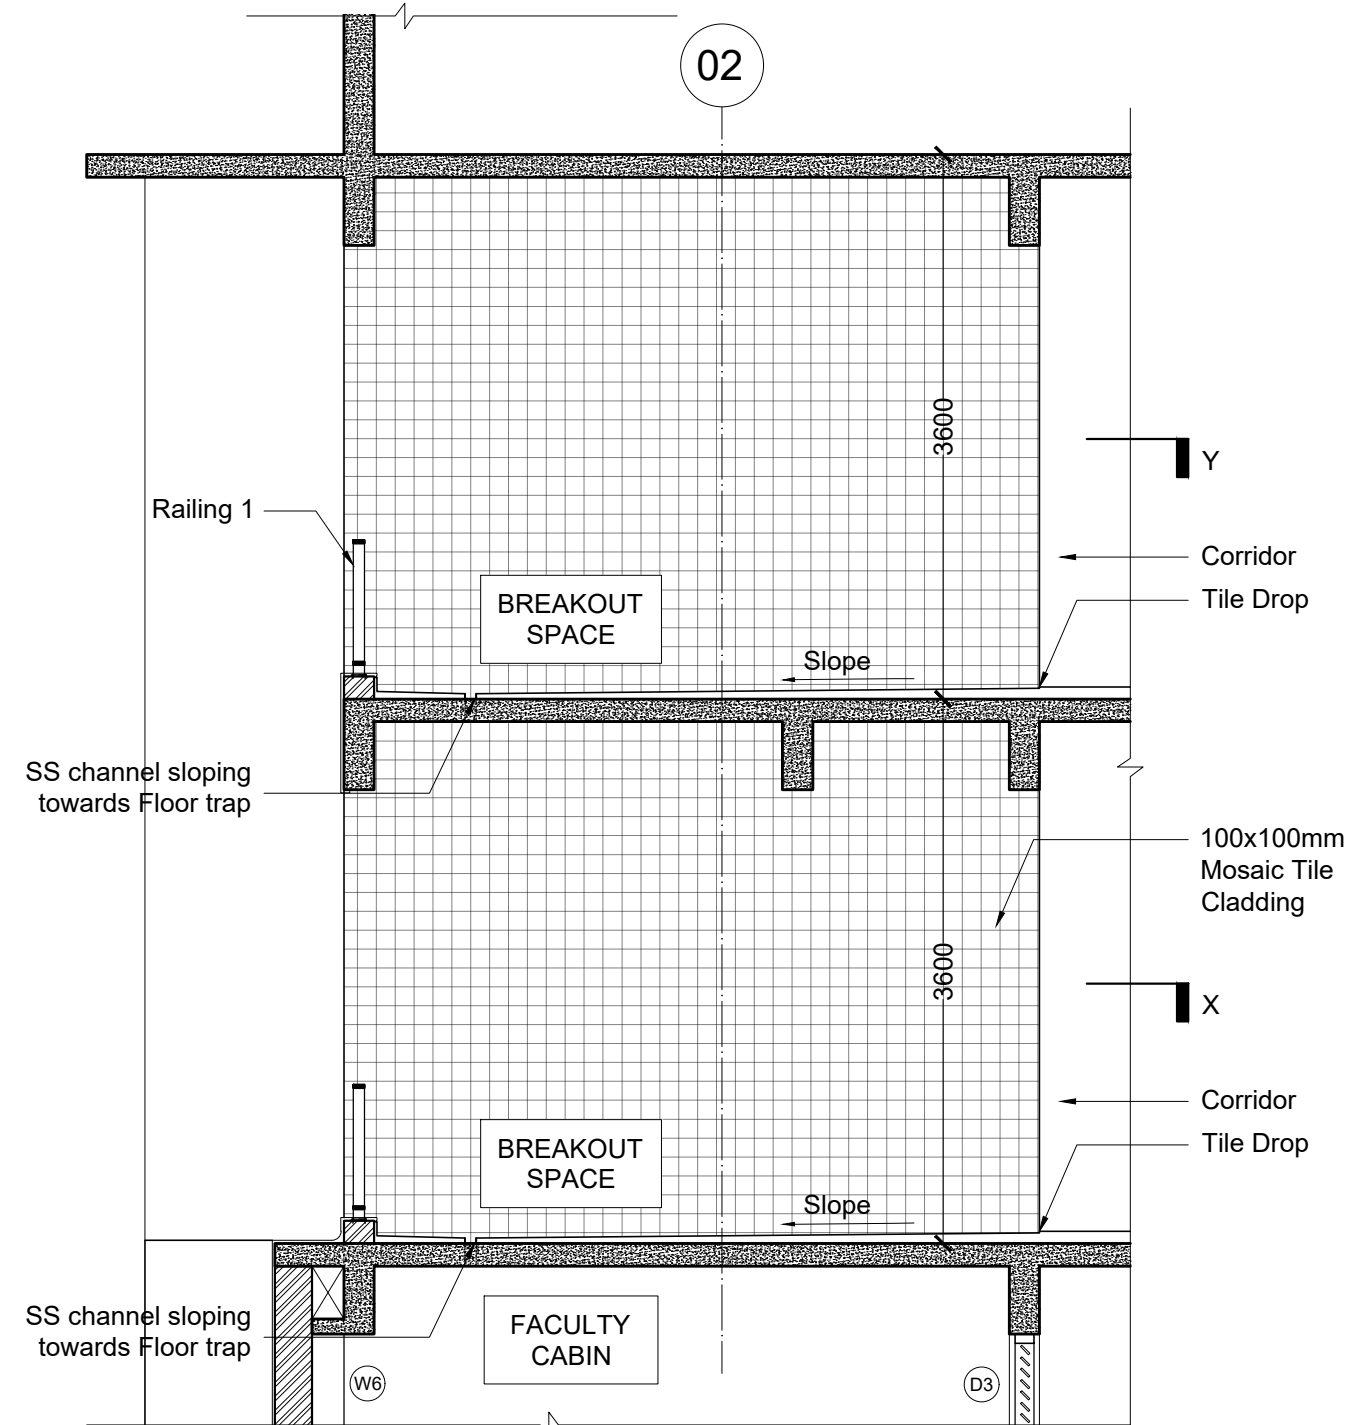 02
3600
Y
Railing 1
Corridor
Tile Drop
BREAKOUT
SPACE
Slope
SS channel sloping
towards Floor trap
100x100mm
Mosaic Tile
Cladding
3600
X
Corridor
Tile Drop
BREAKOUT
SPACE
Slope
SS channel sloping
towards Floor trap
FACULTY
CABIN
W6
D3